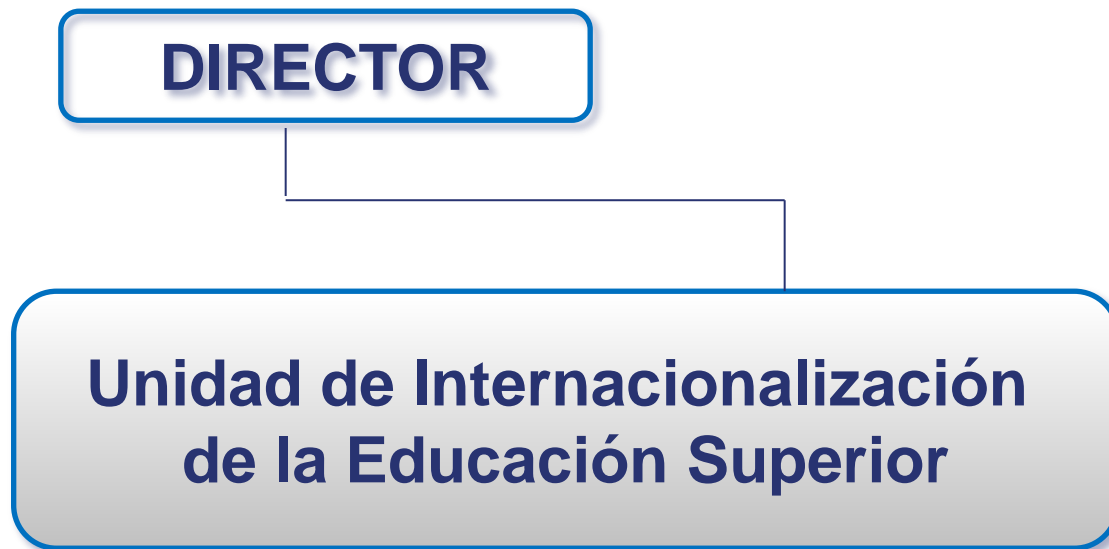 DIRECTOR
Unidad de Internacionalización
de la Educación Superior